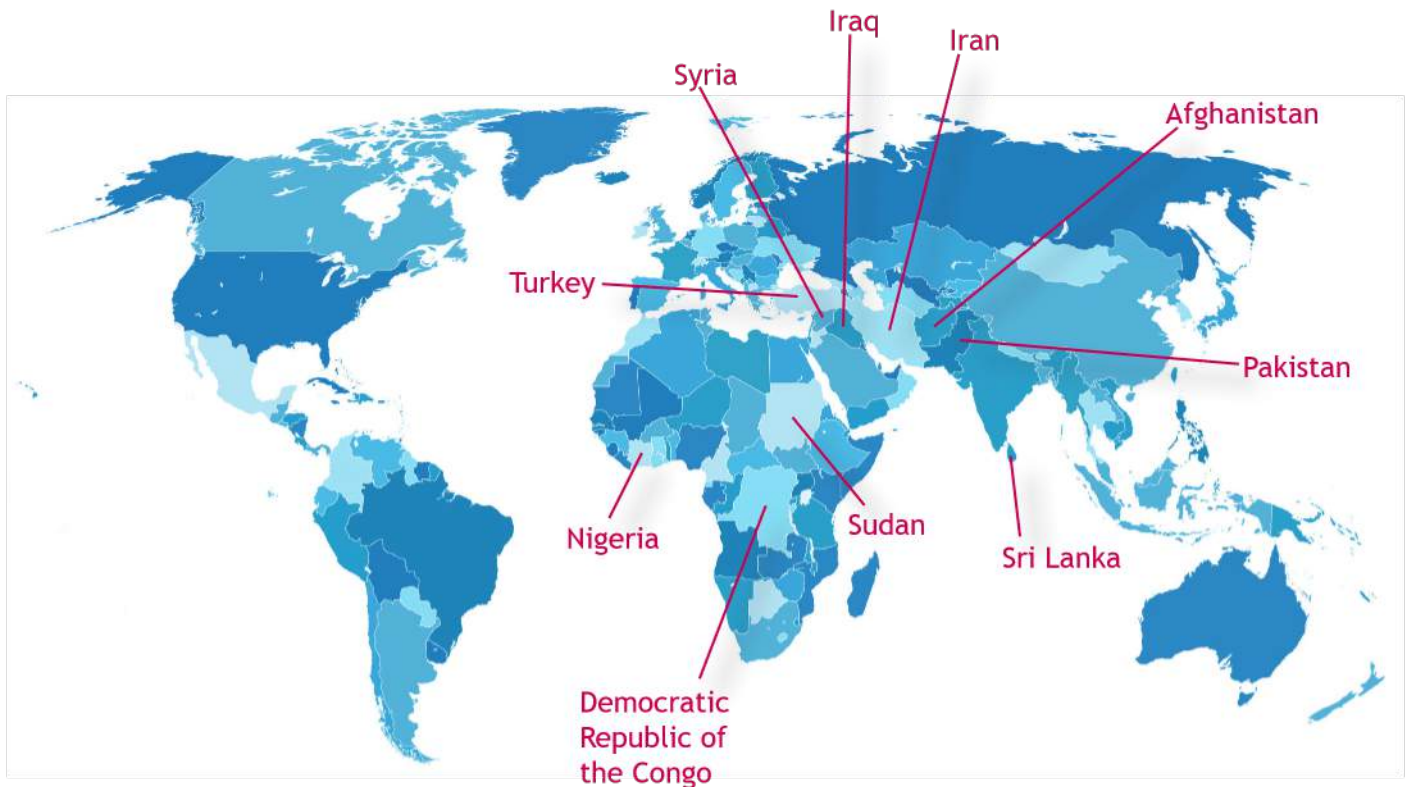 Iraq
Iran
Syria
Afghanistan
Turkey
Pakistan
Nigeria
Sudan
Sri Lanka
Democratic
Republic of
the Congo